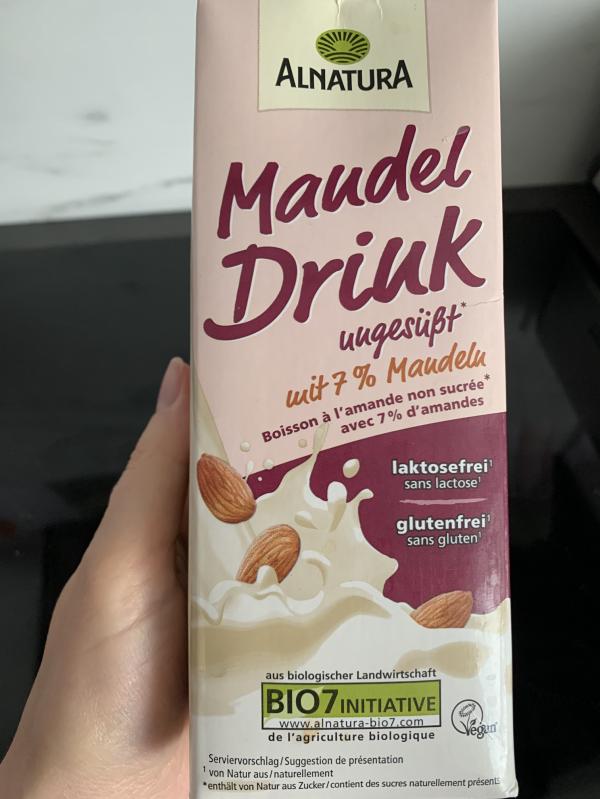 ALNATURA
Mandel
Drink
ungesüßt*
mit 7 % Mandeln
Boisson à l'amande non sucrée*
avec 7 % d'amandes
laktosefrei¹
sans lactose¹
glutenfrei¹
sans gluten¹
aus biologischer Landwirtschaft
BIO7 INITIATIVE
www.alnatura-bio7.com
de l'agriculture biologique
Vegan
Serviervorschlag/Suggestion de présentation
¹ von Natur aus/naturellement
*enthält von Natur aus Zucker/contient des sucres naturellement présents